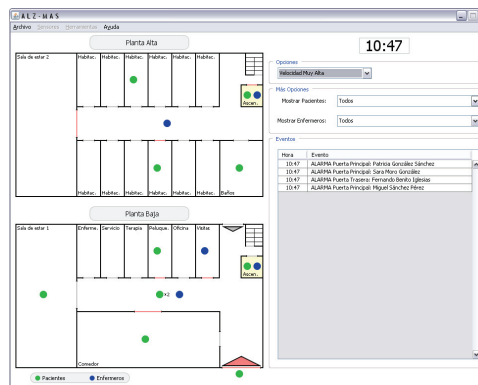 ALZ-MAS
Archivo Sensores Herramientas Ayuda
Planta Alta
Sala de estar 2 Habitac. Habitac. Habitac. Habitac. Habitac. Habitac.
Ascen.
Habitac. Habitac. Habitac. Habitac. Habitac. Habitac. Baños
Planta Baja
Sala de estar 1 Enferme. Servicio Terapia Peluque. Oficina Visitas
Ascen.
x2
Comedor
Pacientes Enfermeros
10:47
Opciones
Velocidad Muy Alta
Más Opciones
Mostrar Pacientes: Todos
Mostrar Enfermeros: Todos
Eventos
Hora Evento
10:47 ALARMA Puerta Principal: Patricia González Sánchez
10:47 ALARMA Puerta Principal: Sara Moro González
10:47 ALARMA Puerta Trasera: Fernando Benito Iglesias
10:47 ALARMA Puerta Principal: Miguel Sánchez Pérez